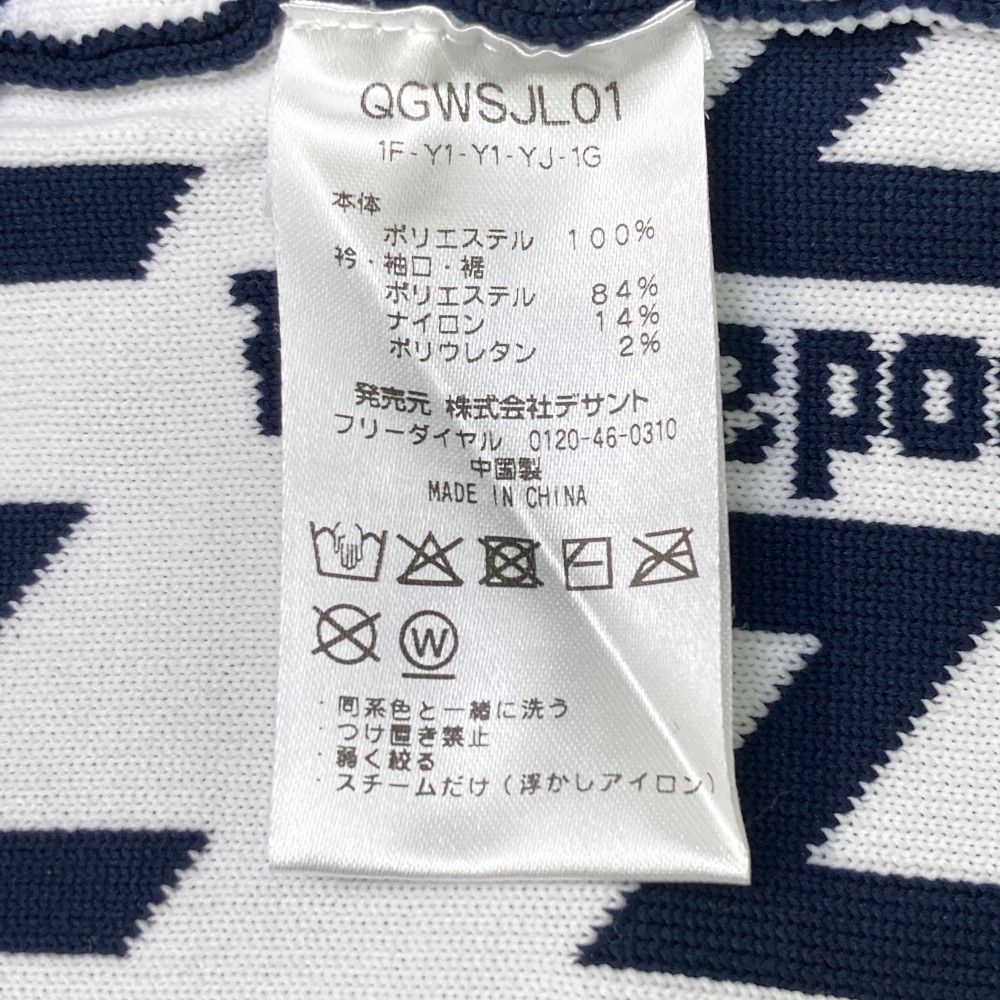 QGWSJL01
1F-Y1-Y1-YJ-1G
本体
ポリエステル 100%
衿・袖口・裾
ポリエステル 84%
ナイロン 14%
ポリウレタン 2%
発売元 株式会社デサント
フリーダイヤル 0120-46-0310
中国製
MADE IN CHINA
W
・同系色と一緒に洗う
・つけ置き禁止
・弱く絞る
・スチームだけ(浮かしアイロン)